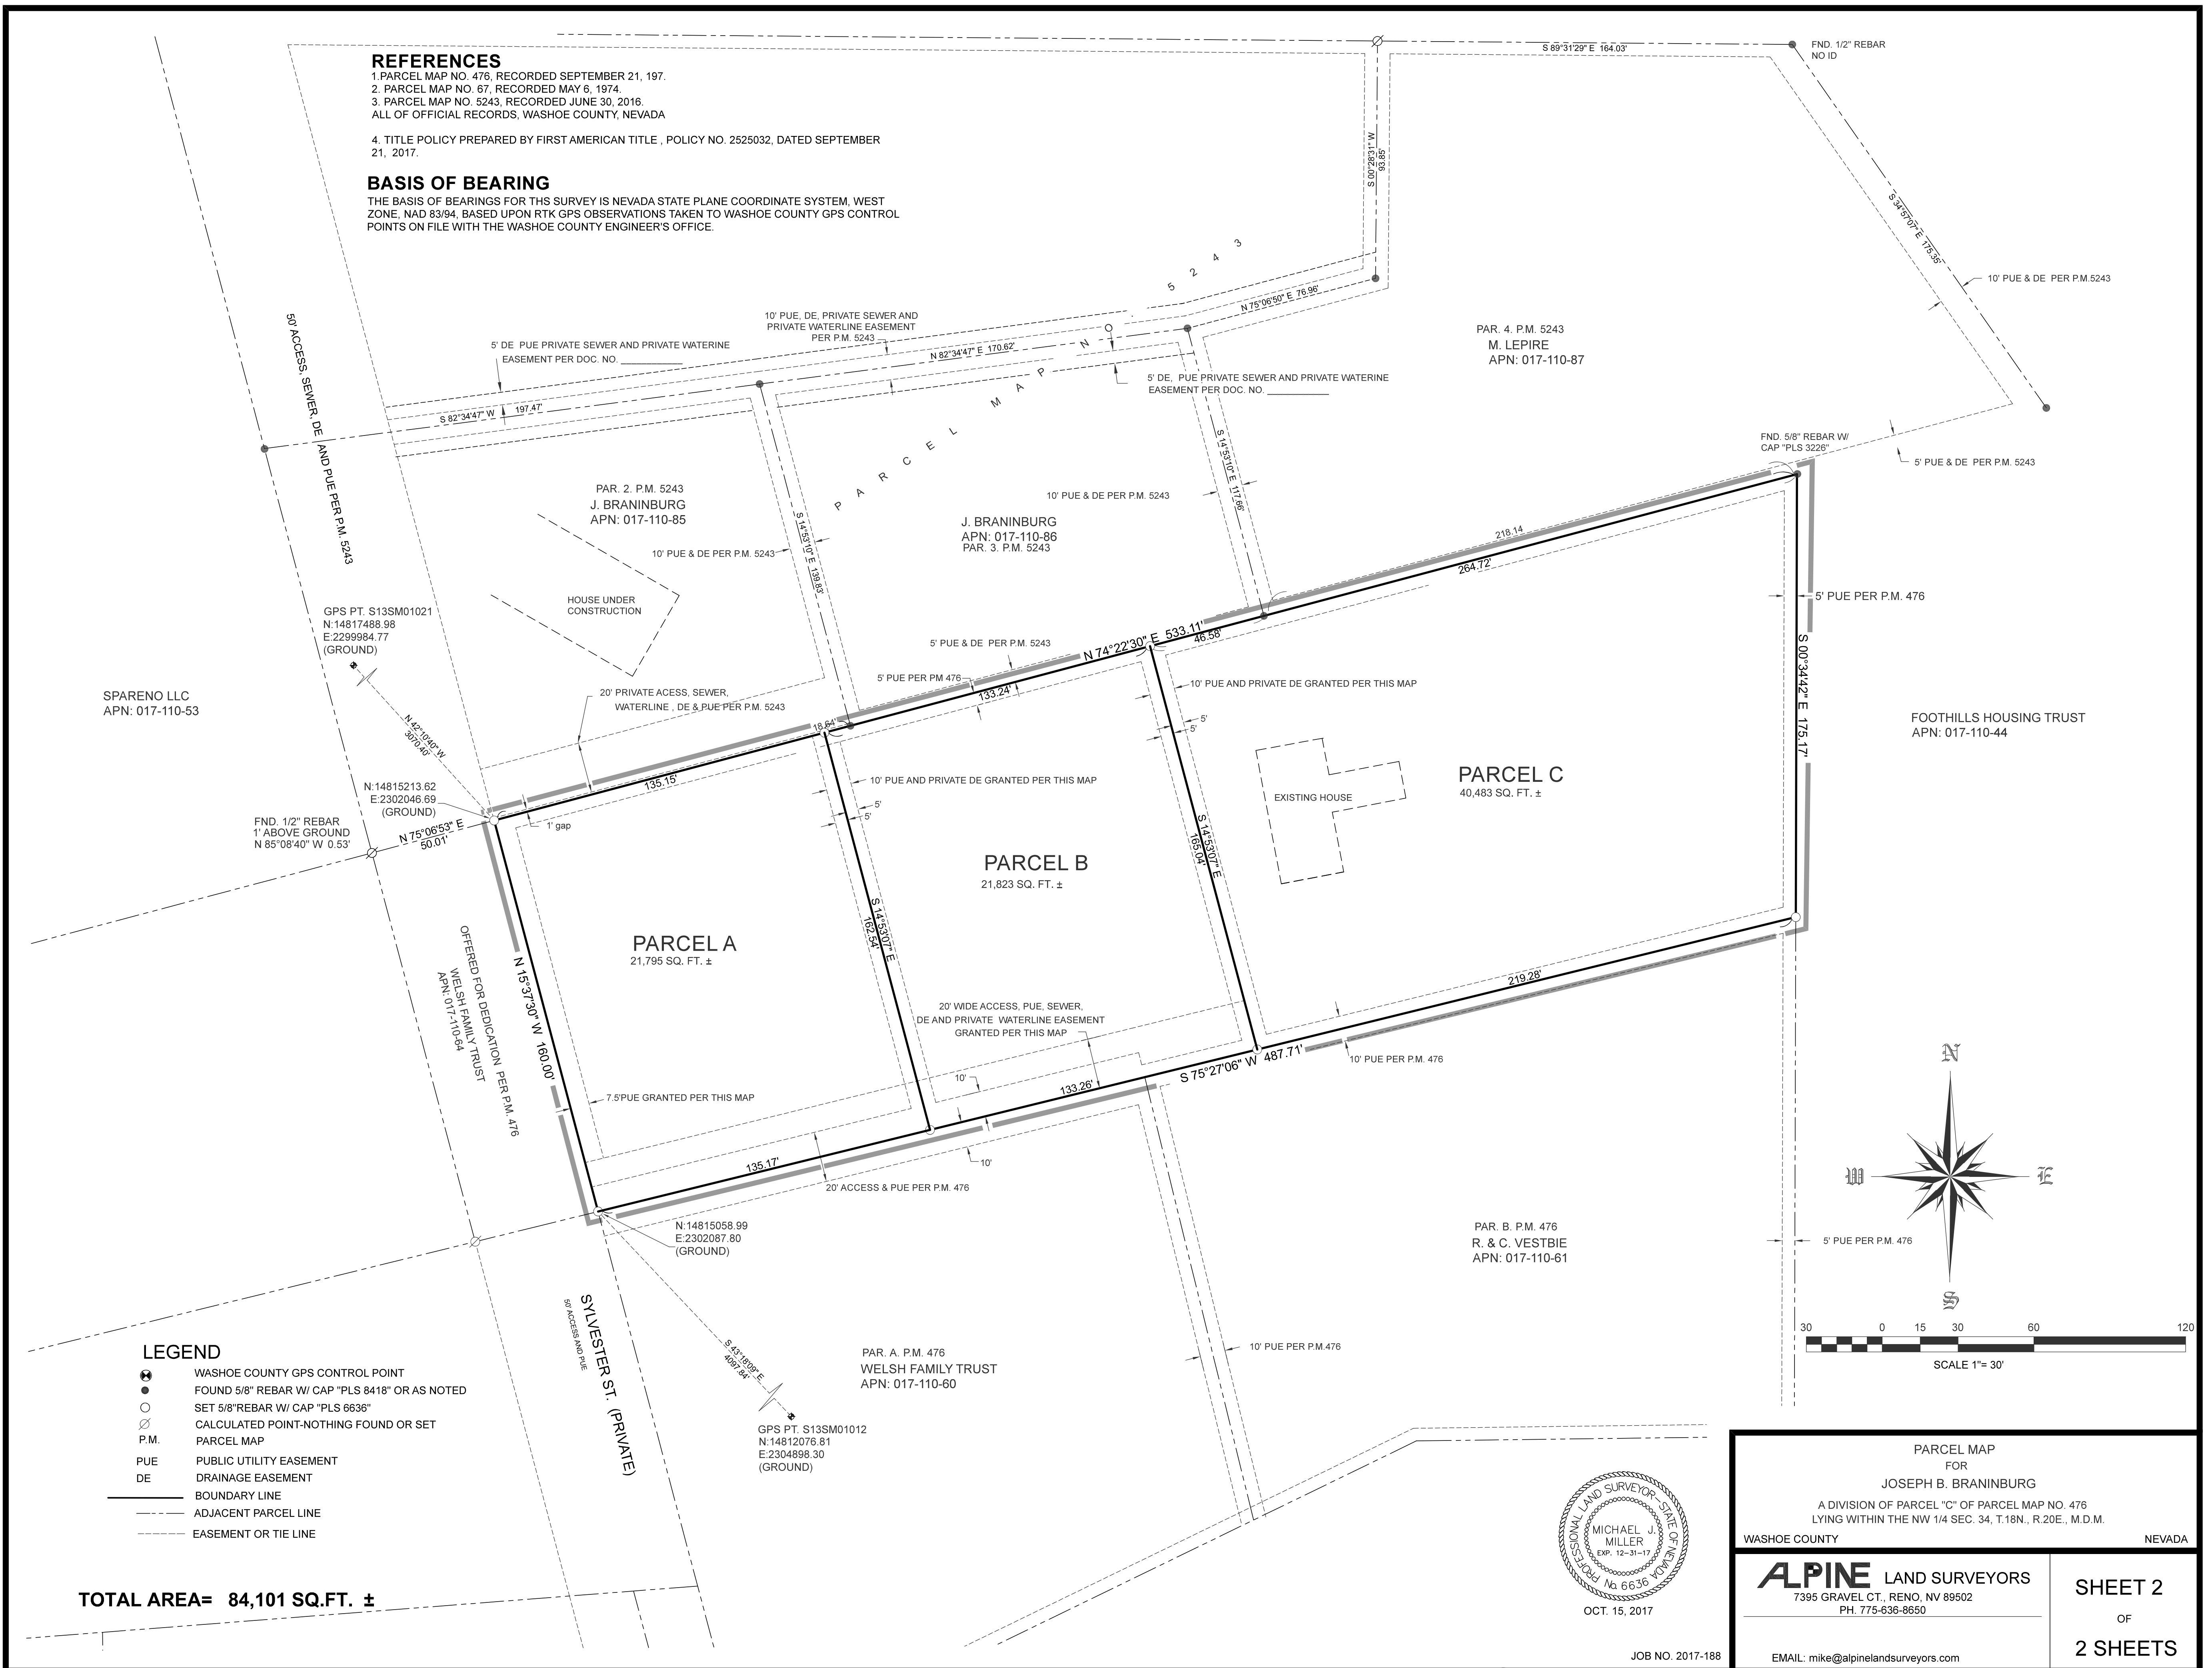 REFERENCES
1.PARCEL MAP NO. 476, RECORDED SEPTEMBER 21, 197.
2. PARCEL MAP NO. 67, RECORDED MAY 6, 1974.
3. PARCEL MAP NO. 5243, RECORDED JUNE 30, 2016.
ALL OF OFFICIAL RECORDS, WASHOE COUNTY, NEVADA
4. TITLE POLICY PREPARED BY FIRST AMERICAN TITLE , POLICY NO. 2525032, DATED SEPTEMBER
21, 2017.
BASIS OF BEARING
THE BASIS OF BEARINGS FOR THS SURVEY IS NEVADA STATE PLANE COORDINATE SYSTEM, WEST
ZONE, NAD 83/94, BASED UPON RTK GPS OBSERVATIONS TAKEN TO WASHOE COUNTY GPS CONTROL
POINTS ON FILE WITH THE WASHOE COUNTY ENGINEER'S OFFICE.
S 89°31'29" E 164.03'
FND. 1/2" REBAR
NO ID
S 00°28'31" W
93.85'
S 34°57'07" E 175.35'
10' PUE & DE PER P.M.5243
N 75°06'50" E 76.96'
PARCEL MAP NO 5243
10' PUE, DE, PRIVATE SEWER AND
PRIVATE WATERLINE EASEMENT
PER P.M. 5243
5' DE PUE PRIVATE SEWER AND PRIVATE WATERINE
EASEMENT PER DOC. NO. ____________
N 82°34'47" E 170.62'
5' DE, PUE PRIVATE SEWER AND PRIVATE WATERINE
EASEMENT PER DOC. NO. ____________
S 82°34'47" W 197.47'
PAR. 4. P.M. 5243
M. LEPIRE
APN: 017-110-87
50' ACCESS, SEWER, DE AND PUE PER P.M. 5243
FND. 5/8" REBAR W/
CAP "PLS 3226"
5' PUE & DE PER P.M. 5243
PAR. 2. P.M. 5243
J. BRANINBURG
APN: 017-110-85
10' PUE & DE PER P.M. 5243
S 14°53'10" E 139.83'
J. BRANINBURG
APN: 017-110-86
PAR. 3. P.M. 5243
10' PUE & DE PER P.M. 5243
S 14°53'10" E 117.66'
HOUSE UNDER
CONSTRUCTION
218.14
264.72'
5' PUE PER P.M. 476
GPS PT. S13SM01021
N:14817488.98
E:2299984.77
(GROUND)
5' PUE & DE PER P.M. 5243
N 74°22'30" E 533.11'
46.58'
5' PUE PER PM 476
133.24'
10' PUE AND PRIVATE DE GRANTED PER THIS MAP
5'
5'
20' PRIVATE ACESS, SEWER,
WATERLINE , DE & PUE PER P.M. 5243
18.64'
SPARENO LLC
APN: 017-110-53
N 42°10'40" W
3070.40'
S 00°34'42" E 175.17'
FOOTHILLS HOUSING TRUST
APN: 017-110-44
N:14815213.62
E:2302046.69
(GROUND)
135.15'
10' PUE AND PRIVATE DE GRANTED PER THIS MAP
5'
5'
1' gap
FND. 1/2" REBAR
1' ABOVE GROUND
N 85°08'40" W 0.53'
N 75°06'53" E
50.01'
EXISTING HOUSE
PARCEL C
40,483 SQ. FT. ±
S 14°53'07" E
165.04'
PARCEL B
21,823 SQ. FT. ±
S 14°53'07" E
162.54'
PARCEL A
21,795 SQ. FT. ±
N 15°37'30" W 160.00'
OFFERED FOR DEDICATION PER P.M. 476
WELSH FAMILY TRUST
APN: 017-110-64
219.28'
20' WIDE ACCESS, PUE, SEWER,
DE AND PRIVATE WATERLINE EASEMENT
GRANTED PER THIS MAP
10' PUE PER P.M. 476
S 75°27'06" W 487.71'
10'
133.26'
7.5'PUE GRANTED PER THIS MAP
135.17'
10'
20' ACCESS & PUE PER P.M. 476
N:14815058.99
E:2302087.80
(GROUND)
PAR. B. P.M. 476
R. & C. VESTBIE
APN: 017-110-61
5' PUE PER P.M. 476
N
W
E
S
SYLVESTER ST. (PRIVATE)
50' ACCESS AND PUE
S 43°18'09" E
4097.84'
PAR. A. P.M. 476
WELSH FAMILY TRUST
APN: 017-110-60
10' PUE PER P.M.476
GPS PT. S13SM01012
N:14812076.81
E:2304898.30
(GROUND)
30 0 15 30 60 120
SCALE 1"= 30'
LEGEND
WASHOE COUNTY GPS CONTROL POINT
FOUND 5/8" REBAR W/ CAP "PLS 8418" OR AS NOTED
SET 5/8"REBAR W/ CAP "PLS 6636"
CALCULATED POINT-NOTHING FOUND OR SET
P.M. PARCEL MAP
PUE PUBLIC UTILITY EASEMENT
DE DRAINAGE EASEMENT
BOUNDARY LINE
ADJACENT PARCEL LINE
EASEMENT OR TIE LINE
TOTAL AREA= 84,101 SQ.FT. ±
PROFESSIONAL LAND SURVEYOR-STATE OF NEVADA
MICHAEL J.
MILLER
EXP. 12-31-17
No. 6636
OCT. 15, 2017
JOB NO. 2017-188
PARCEL MAP
FOR
JOSEPH B. BRANINBURG
A DIVISION OF PARCEL "C" OF PARCEL MAP NO. 476
LYING WITHIN THE NW 1/4 SEC. 34, T.18N., R.20E., M.D.M.
WASHOE COUNTY NEVADA
ALPINE LAND SURVEYORS
7395 GRAVEL CT., RENO, NV 89502
PH. 775-636-8650
EMAIL: mike@alpinelandsurveyors.com
SHEET 2
OF
2 SHEETS